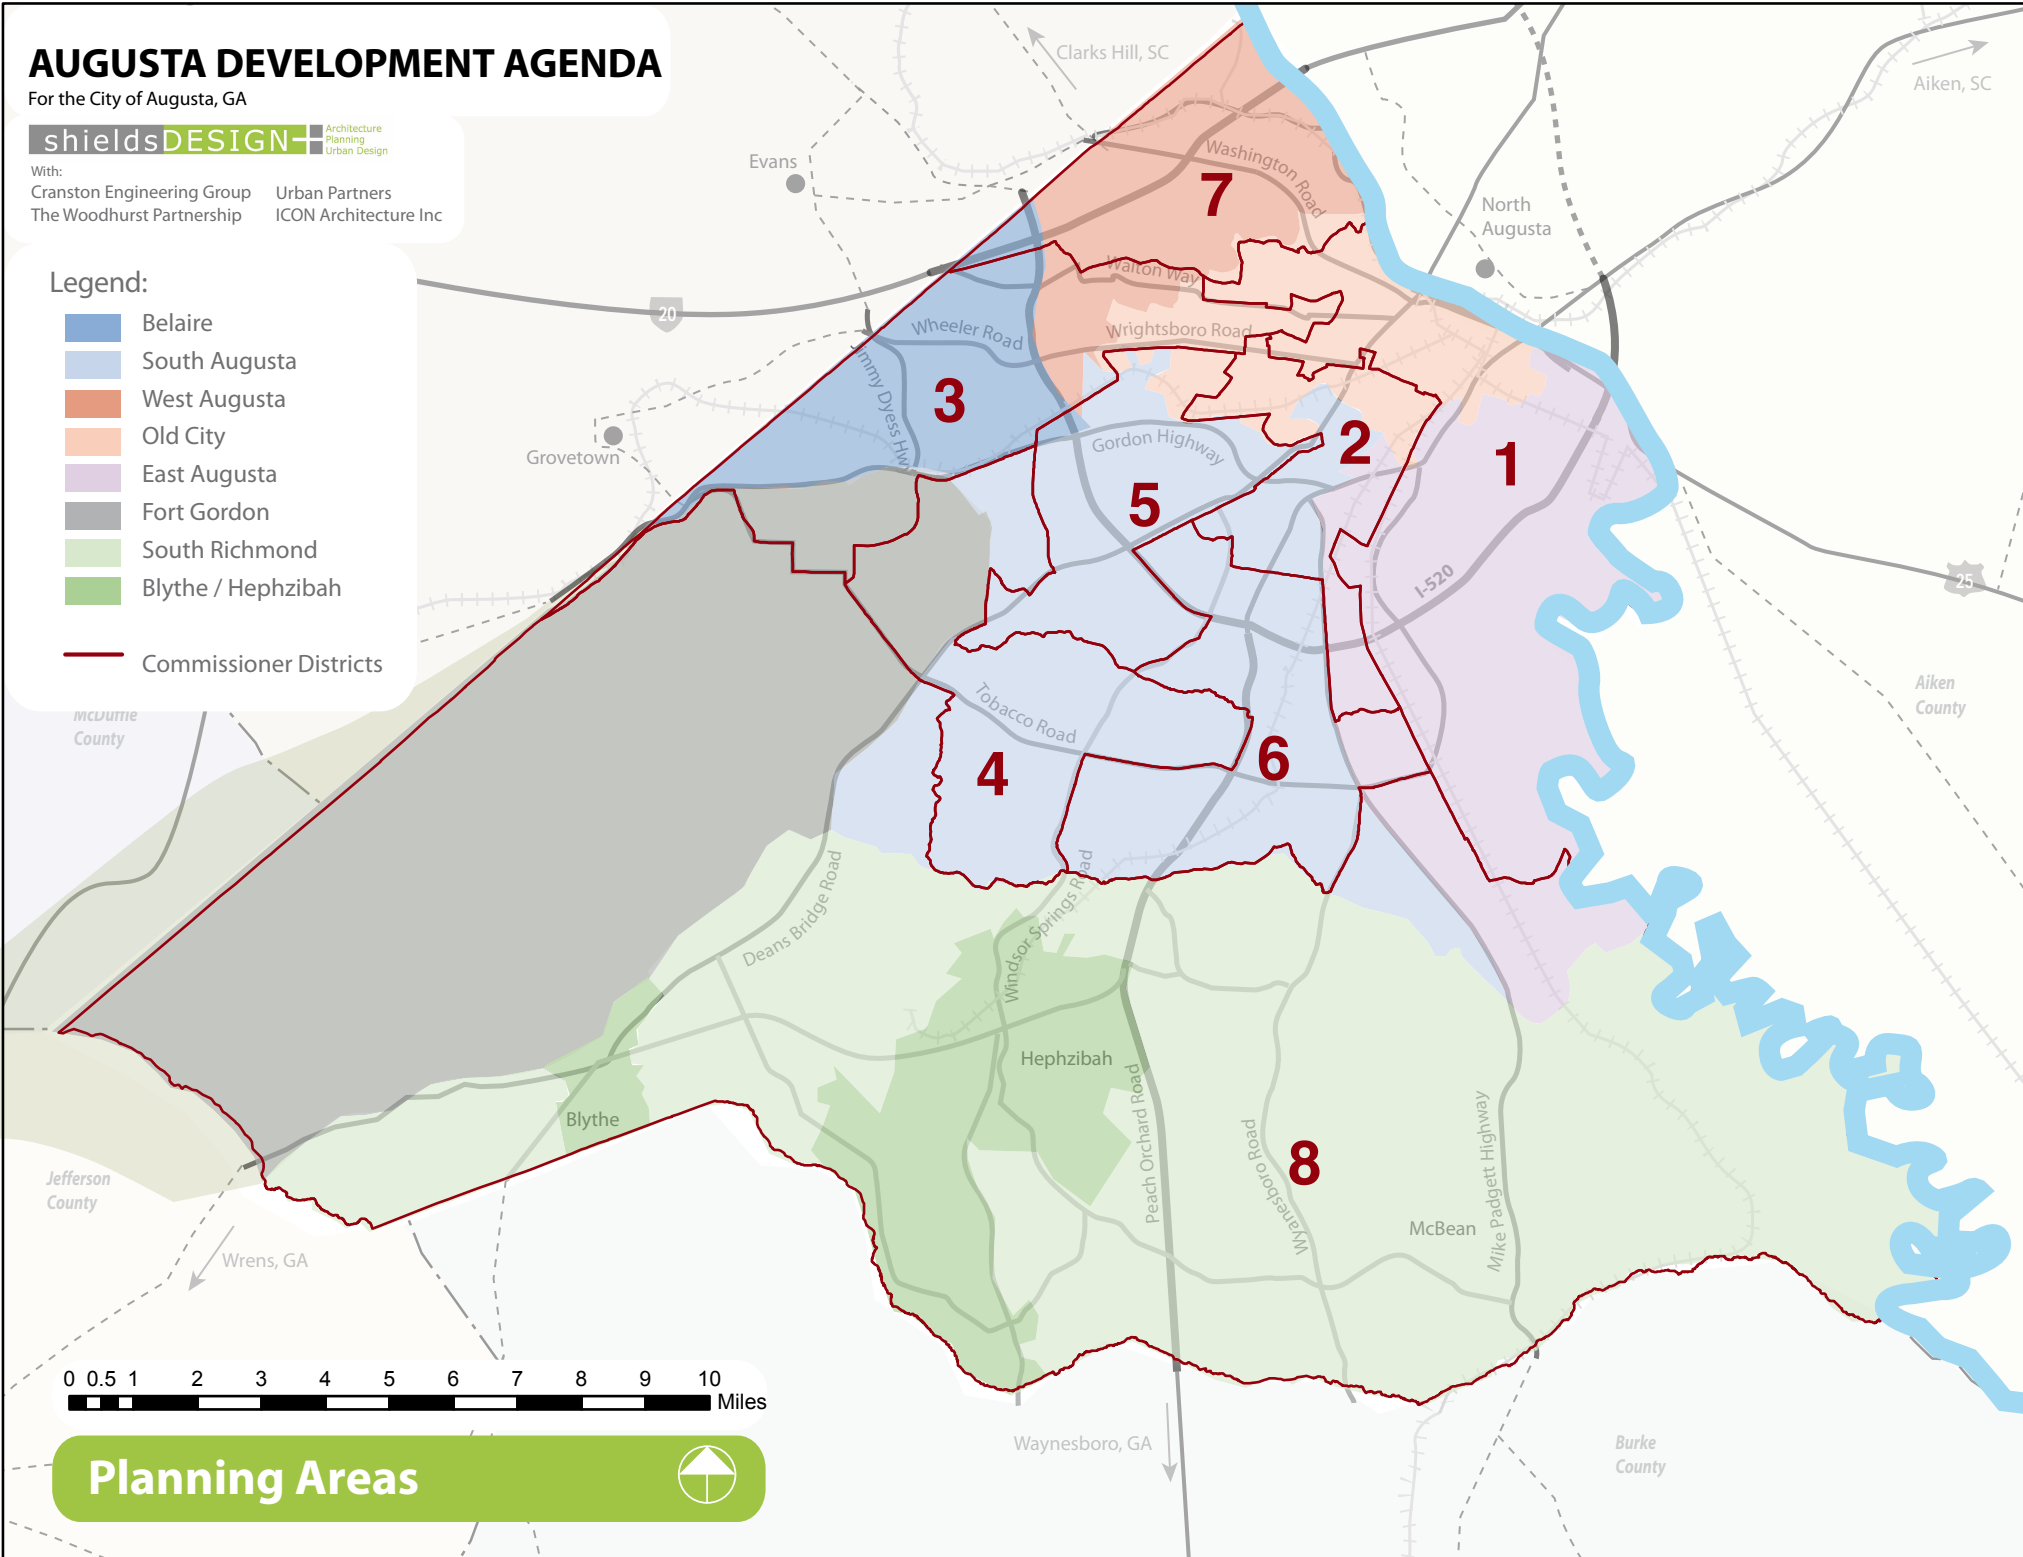 AUGUSTA DEVELOPMENT AGENDA
For the City of Augusta, GA
shieldsDESIGN
Architecture
Planning
Urban Design
With:
Cranston Engineering Group
Urban Partners
The Woodhurst Partnership
ICON Architecture Inc
Legend:
Belaire
South Augusta
West Augusta
Old City
East Augusta
Fort Gordon
South Richmond
Blythe / Hephzibah
Commissioner Districts
Clarks Hill, SC
Aiken, SC
Evans
Washington Road
7
North
Augusta
Walton Way
20
Wheeler Road
Wrightsboro Road
Jimmy Dyess Hwy
3
Grovetown
Gordon Highway
2
1
5
I-520
25
McDuffie
County
Aiken
County
Tobacco Road
4
6
Deans Bridge Road
Windsor Springs Road
Hephzibah
Blythe
Peach Orchard Road
Wyanesboro Road
Mike Padgett Highway
8
McBean
Jefferson
County
Wrens, GA
0 0.5 1 2 3 4 5 6 7 8 9 10
Miles
Waynesboro, GA
Burke
County
Planning Areas